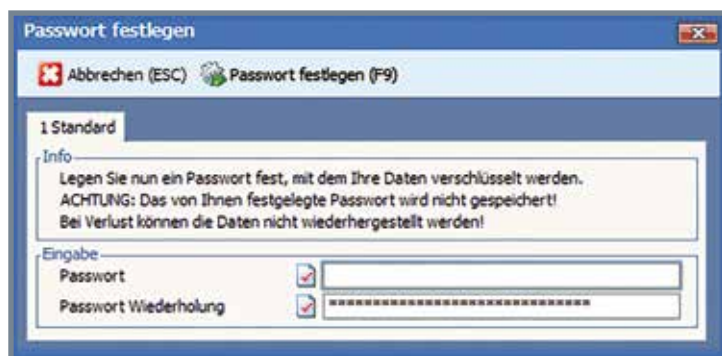 Passwort festlegen
Abbrechen (ESC) Passwort festlegen (F9)
1 Standard
Info
Legen Sie nun ein Passwort fest, mit dem Ihre Daten verschlüsselt werden.
ACHTUNG: Das von Ihnen festgelegte Passwort wird nicht gespeichert!
Bei Verlust können die Daten nicht wiederhergestellt werden!
Eingabe
Passwort
Passwort Wiederholung ******************************